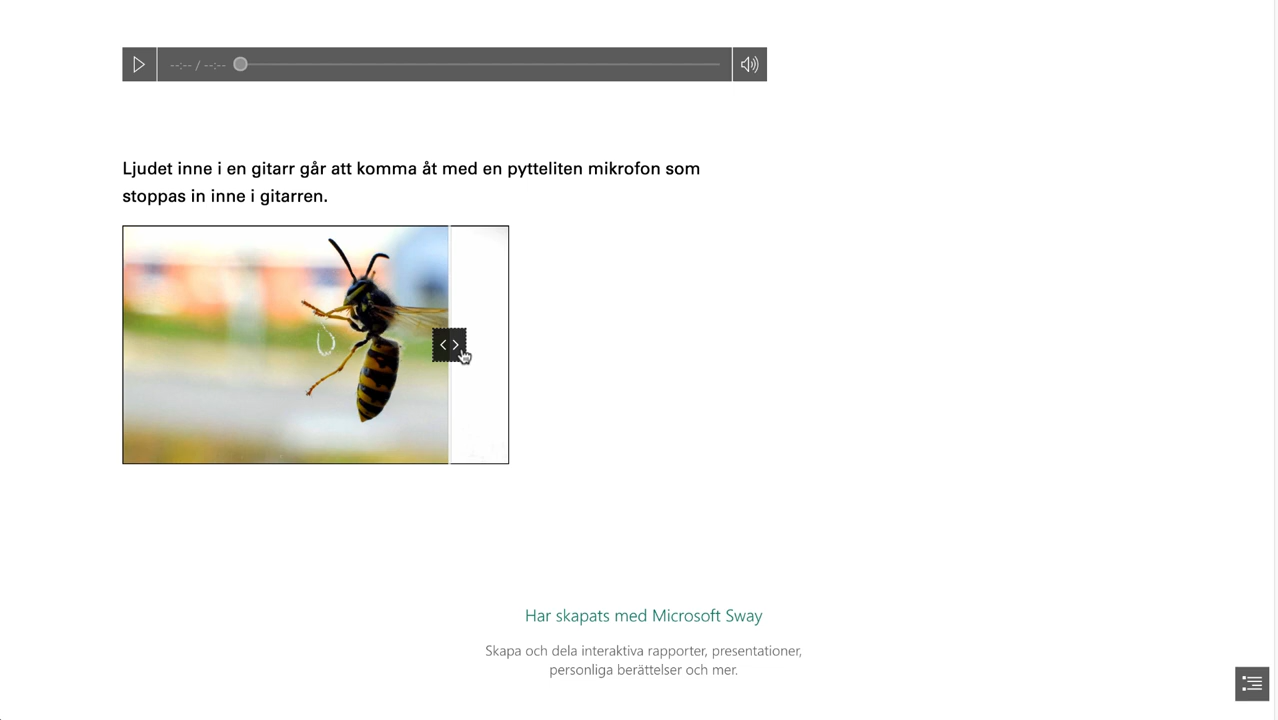 --:-- / --:--
Ljudet inne i en gitarr går att komma åt med en pytteliten mikrofon som
stoppas in inne i gitarren.
Har skapats med Microsoft Sway
Skapa och dela interaktiva rapporter, presentationer,
personliga berättelser och mer.